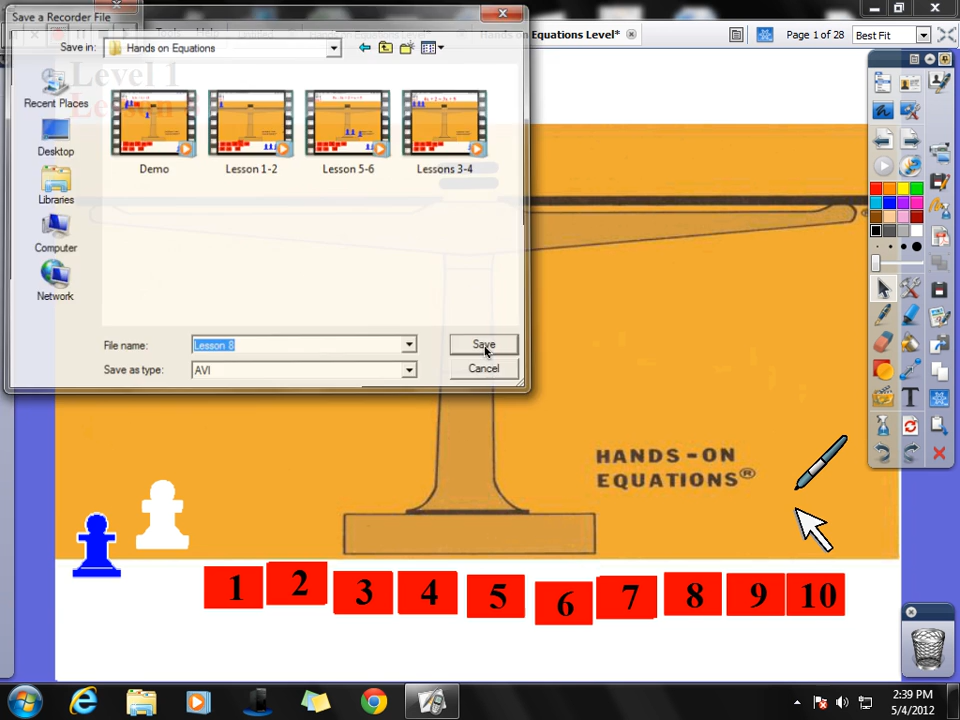 Save a Recorder File
Hands on Equations Level*
Page 1 of 28
Best Fit
Save in:
Hands on Equations
Level 1
Recent Places
Desktop
Libraries
Computer
Network
Demo
Lesson 1-2
Lesson 5-6
Lessons 3-4
File name:
Lesson 8
Save
Save as type:
AVI
Cancel
HANDS-ON
EQUATIONS®
1 2 3 4 5 6 7 8 9 10
2:39 PM
5/4/2012